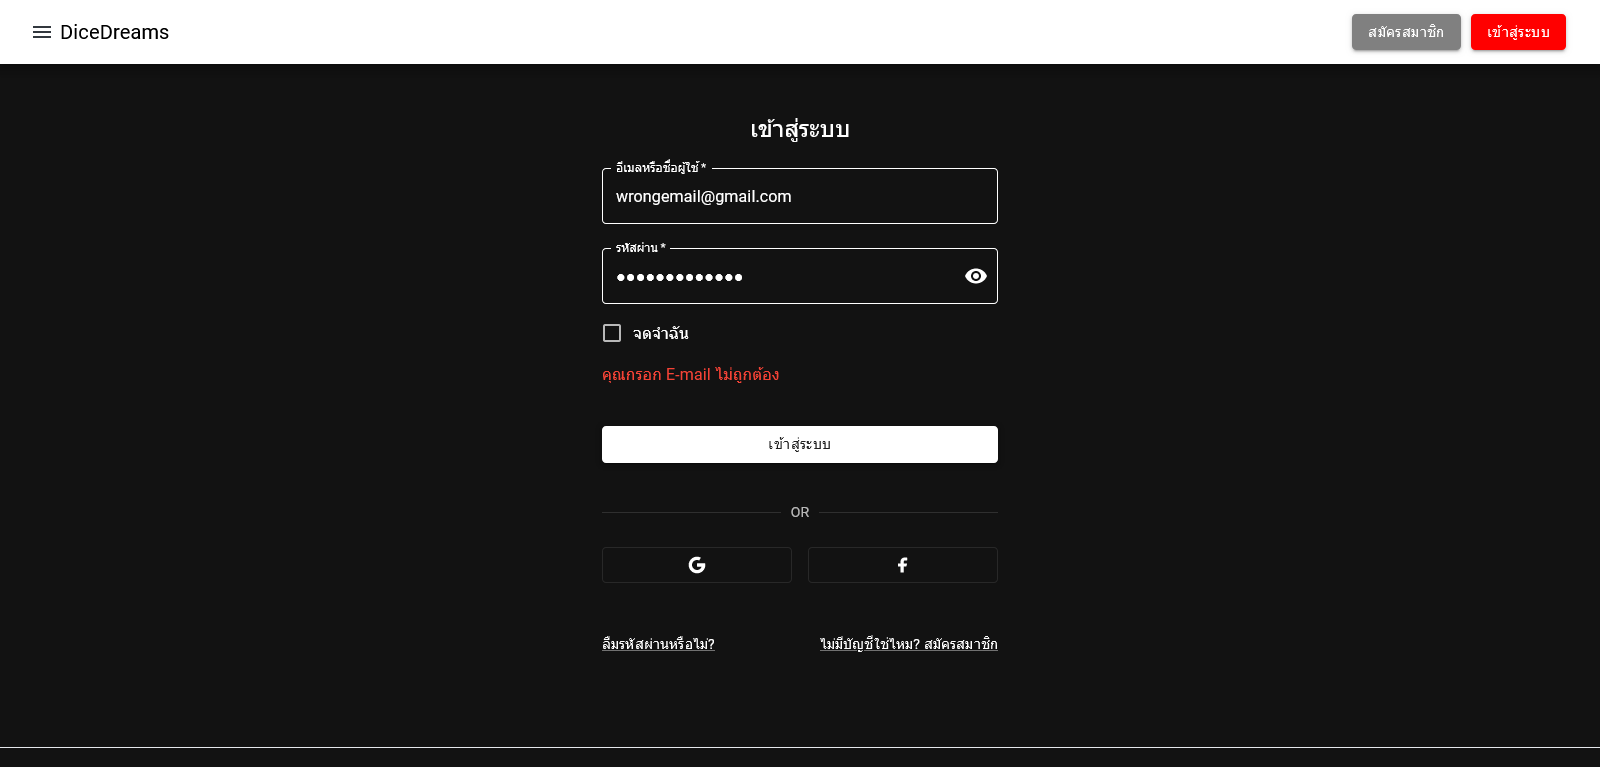 DiceDreams
สมัครสมาชิก
เข้าสู่ระบบ
เข้าสู่ระบบ
อีเมลหรือชื่อผู้ใช้ *
wrongemail@gmail.com
รหัสผ่าน *
•••••••••••••
จดจำฉัน
คุณกรอก E-mail ไม่ถูกต้อง
เข้าสู่ระบบ
OR
ลืมรหัสผ่านหรือไม่?
ไม่มีบัญชีใช่ไหม? สมัครสมาชิก